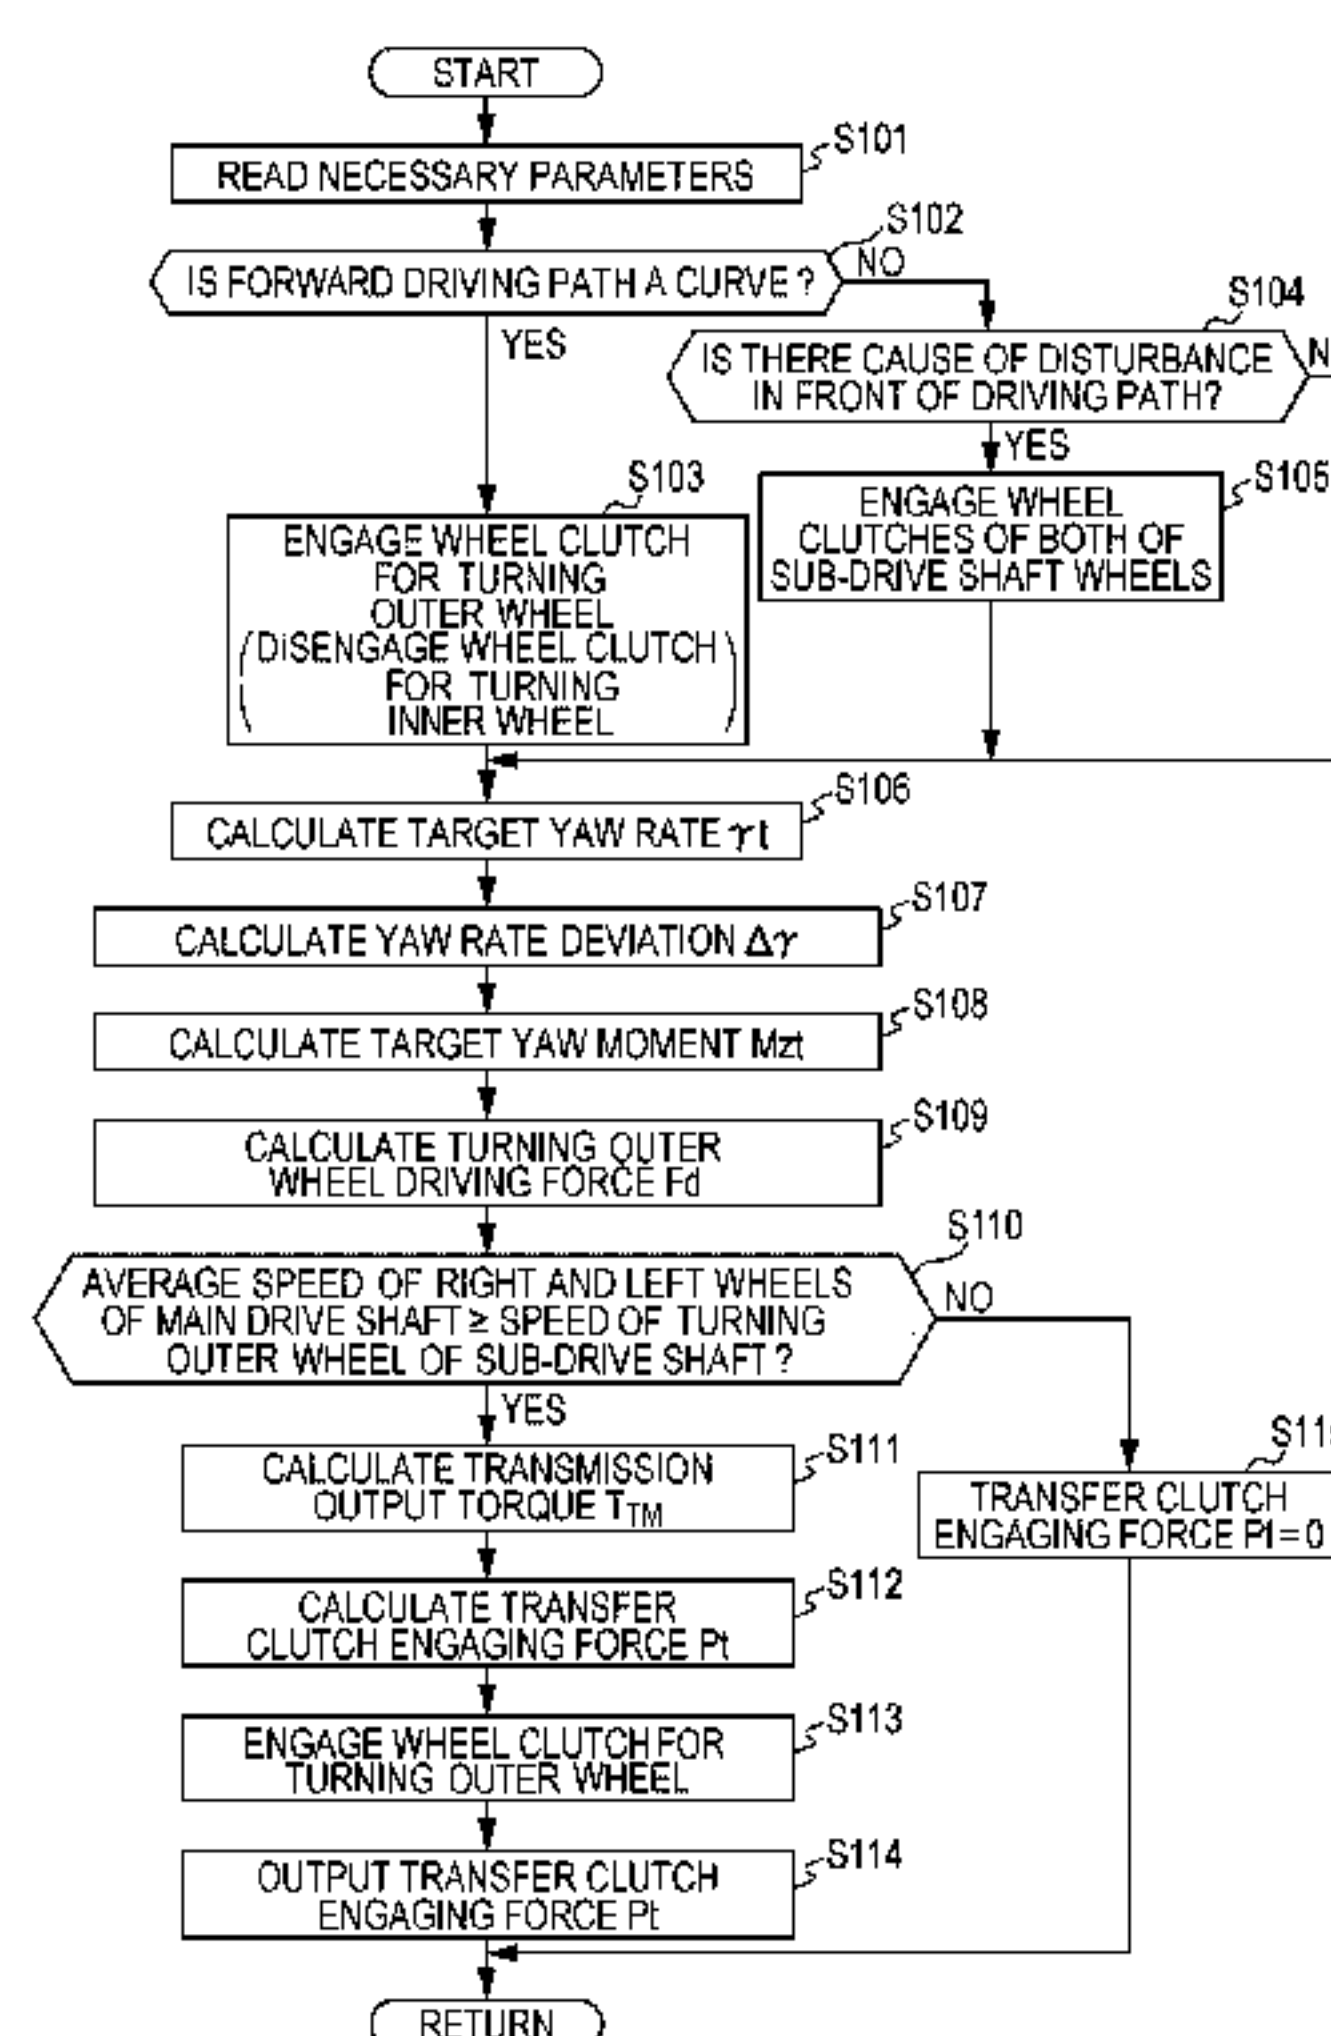 START
S101
READ NECESSARY PARAMETERS
S102
IS FORWARD DRIVING PATH A CURVE ?
NO
YES
S104
IS THERE CAUSE OF DISTURBANCE
IN FRONT OF DRIVING PATH?
YES
S103
ENGAGE WHEEL CLUTCH
FOR TURNING
OUTER WHEEL
(DISENGAGE WHEEL CLUTCH
FOR TURNING
INNER WHEEL)
S105
ENGAGE WHEEL
CLUTCHES OF BOTH OF
SUB-DRIVE SHAFT WHEELS
S106
CALCULATE TARGET YAW RATE γt
S107
CALCULATE YAW RATE DEVIATION Δγ
S108
CALCULATE TARGET YAW MOMENT Mzt
S109
CALCULATE TURNING OUTER
WHEEL DRIVING FORCE Fd
S110
AVERAGE SPEED OF RIGHT AND LEFT WHEELS
OF MAIN DRIVE SHAFT ≥ SPEED OF TURNING
OUTER WHEEL OF SUB-DRIVE SHAFT ?
NO
YES
S111
CALCULATE TRANSMISSION
OUTPUT TORQUE TTM
TRANSFER CLUTCH
ENGAGING FORCE Pt=0
S112
CALCULATE TRANSFER
CLUTCH ENGAGING FORCE Pt
S113
ENGAGE WHEEL CLUTCH FOR
TURNING OUTER WHEEL
S114
OUTPUT TRANSFER CLUTCH
ENGAGING FORCE Pt
RETURN